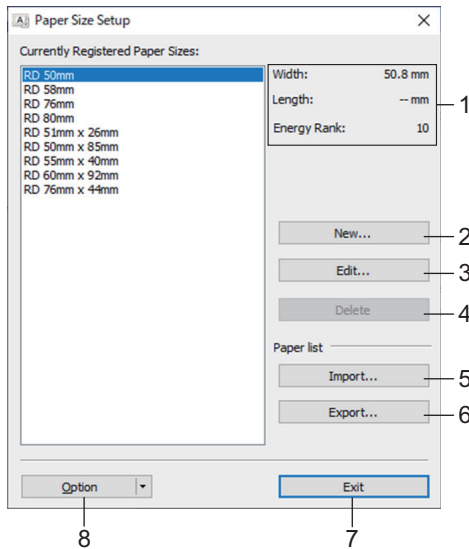 Paper Size Setup
Currently Registered Paper Sizes:
RD 50mm
RD 58mm
RD 76mm
RD 80mm
RD 51mm x 26mm
RD 50mm x 85mm
RD 55mm x 40mm
RD 60mm x 92mm
RD 76mm x 44mm
Width: 50.8 mm
Length: -- mm
Energy Rank: 10
1
New... 2
Edit... 3
Delete 4
Paper list
Import... 5
Export... 6
Option Exit
8 7